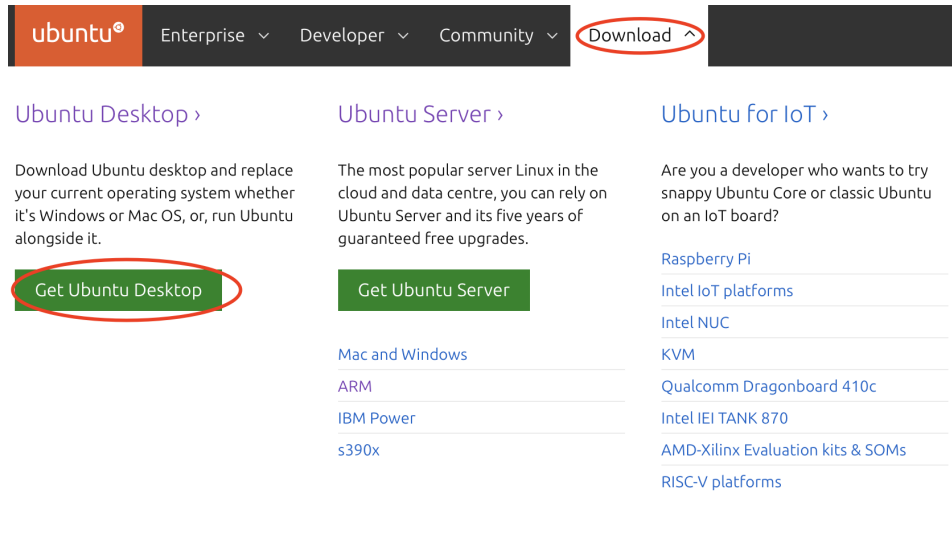 ubuntu
Enterprise
Developer
Community
Download
Ubuntu Desktop ›
Download Ubuntu desktop and replace
your current operating system whether
it's Windows or Mac OS, or, run Ubuntu
alongside it.
Get Ubuntu Desktop
Ubuntu Server ›
The most popular server Linux in the
cloud and data centre, you can rely on
Ubuntu Server and its five years of
guaranteed free upgrades.
Get Ubuntu Server
Mac and Windows
ARM
IBM Power
s390x
Ubuntu for IoT ›
Are you a developer who wants to try
snappy Ubuntu Core or classic Ubuntu
on an IoT board?
Raspberry Pi
Intel IoT platforms
Intel NUC
KVM
Qualcomm Dragonboard 410c
Intel IEI TANK 870
AMD-Xilinx Evaluation kits & SOMs
RISC-V platforms